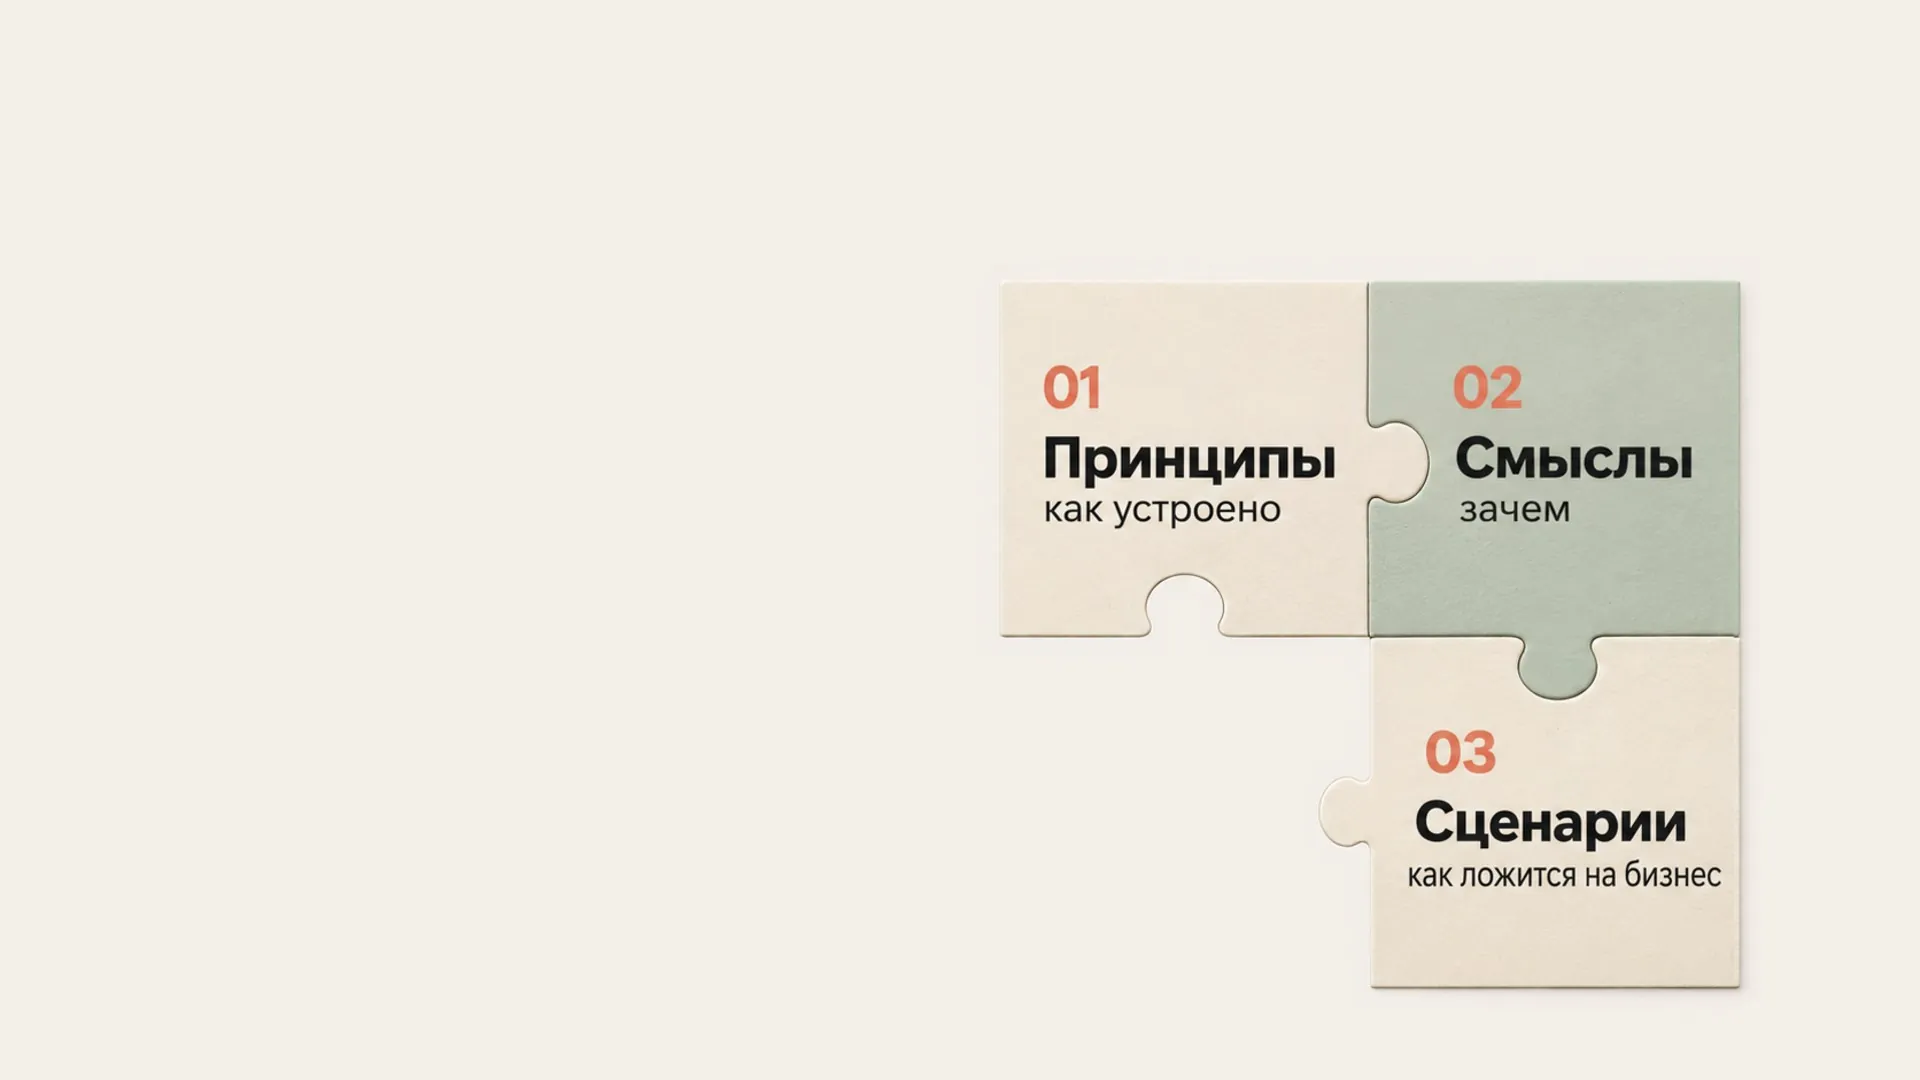 01
Принципы
как устроено
02
Смыслы
зачем
03
Сценарии
как ложится на бизнес